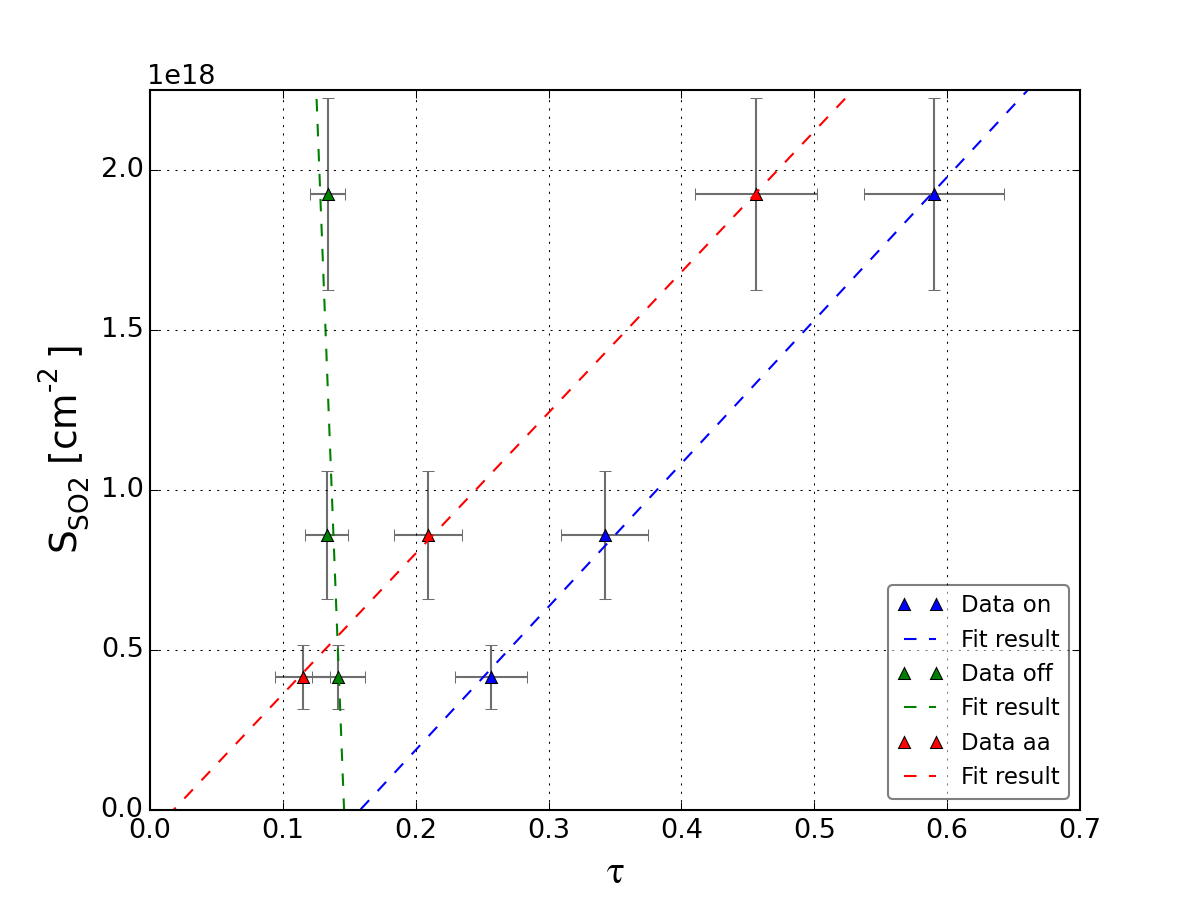 1e18
2.0
1.5
1.0
0.5
0.0
S_SO2 [cm^-2 ]
0.0 0.1 0.2 0.3 0.4 0.5 0.6 0.7
τ
Data on
Fit result
Data off
Fit result
Data aa
Fit result